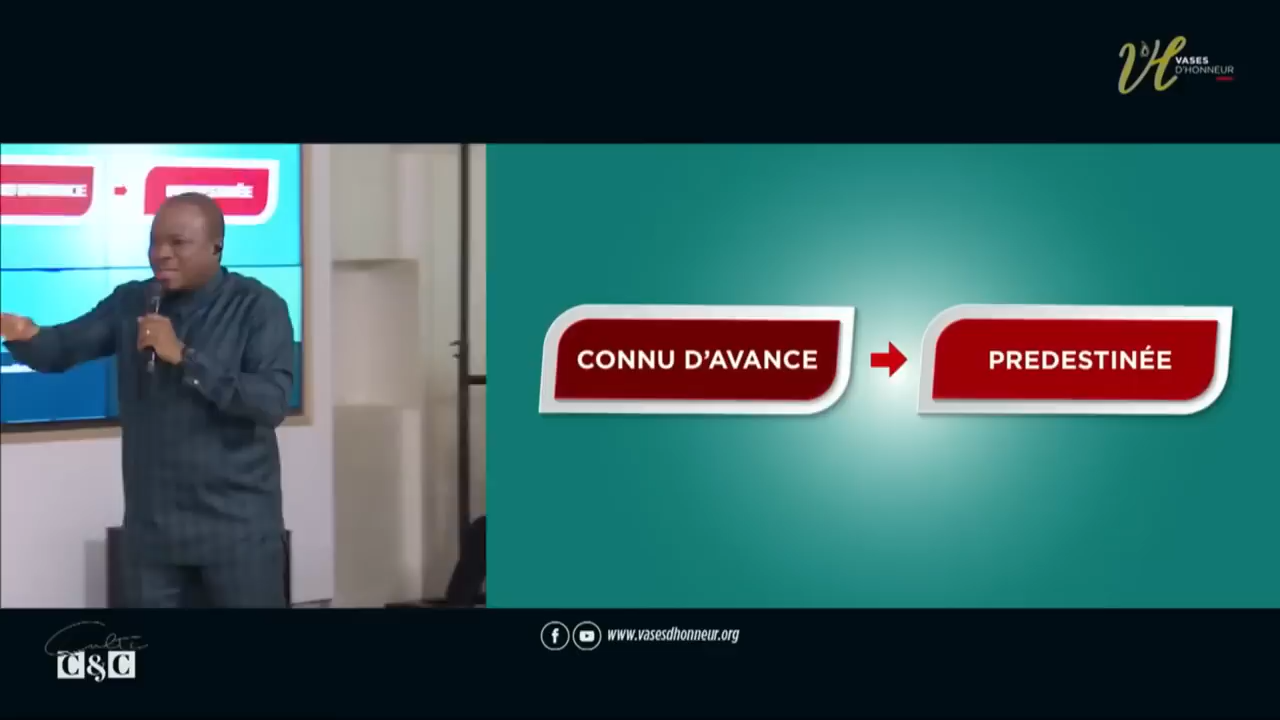 VASES
D'HONNEUR
CONNU D'AVANCE
PREDESTINÉE
C&C
www.vasesdhonneur.org